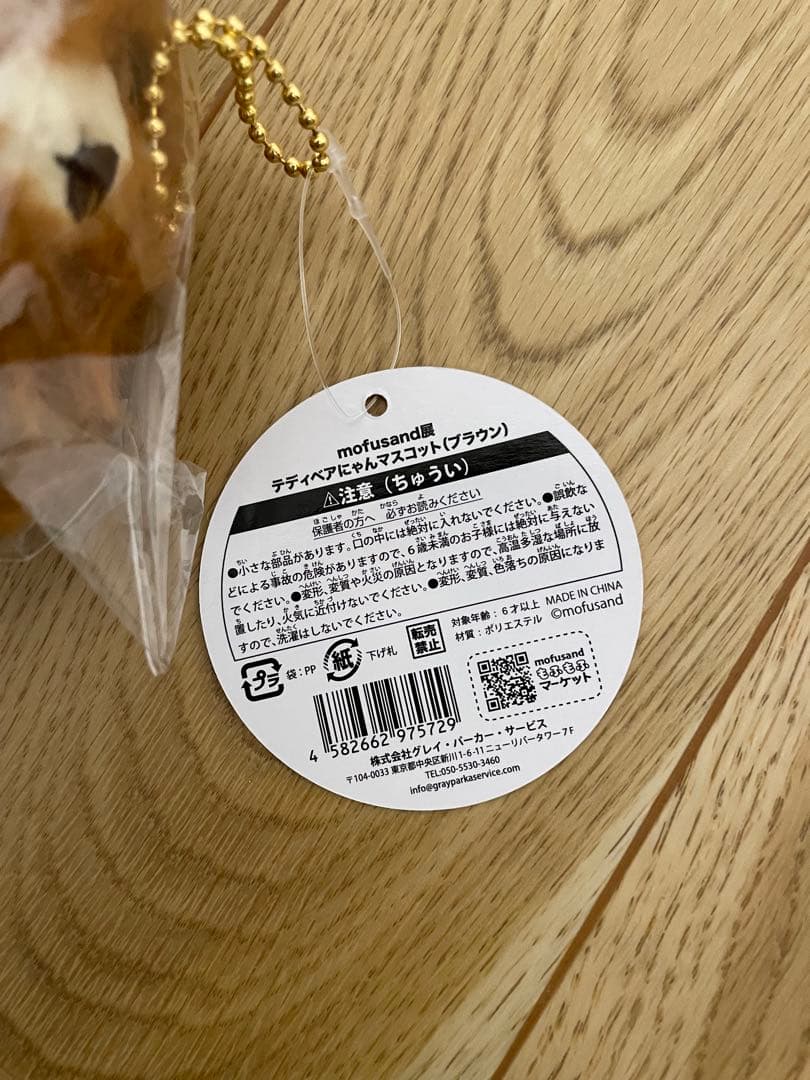 mofusand展
テディベアにゃんマスコット(ブラウン)
⚠注意(ちゅうい)
保護者の方へ 必ずお読みください
●小さな部品があります。口の中には絶対に入れないでください。●誤飲な
どによる事故の危険がありますので、6歳未満のお子様には絶対に与えない
でください。●変形、変質や火災の原因となりますので、高温多湿な場所に放
置したり、火気に近付けないでください。●変形、変質、色落ちの原因になりま
すので、洗濯はしないでください。
対象年齢:6才以上 MADE IN CHINA
材質:ポリエステル ©mofusand
プラ 袋:PP 紙 下げ札 転売禁止
mofusand
もふもふ
マーケット
4 582662 975729
株式会社グレイ・パーカー・サービス
〒104-0033 東京都中央区新川1-6-11 ニューリバータワー7F
TEL:050-5530-3460
info@grayparkaservice.com